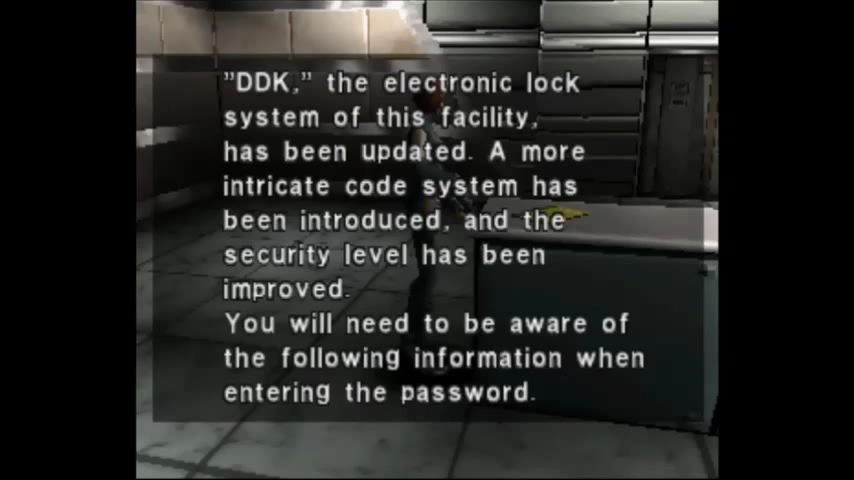 "DDK," the electronic lock
system of this facility,
has been updated. A more
intricate code system has
been introduced, and the
security level has been
improved.
You will need to be aware of
the following information when
entering the password.